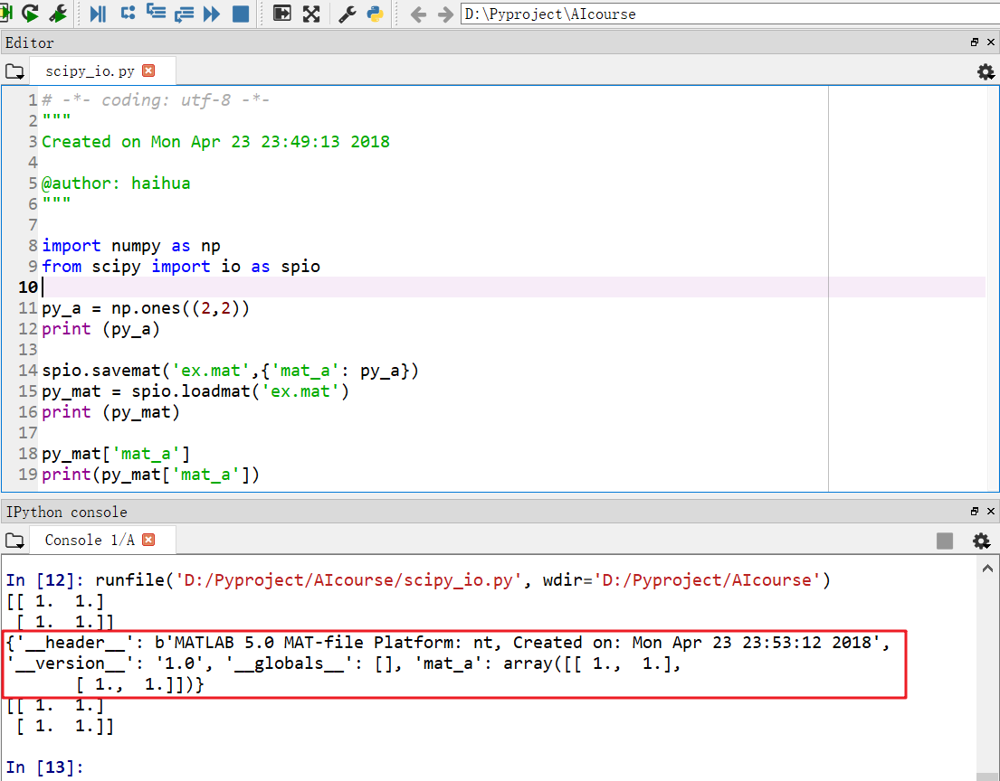 D:\Pyproject\AIcourse
Editor
scipy_io.py
1 # -*- coding: utf-8 -*-
2 """
3 Created on Mon Apr 23 23:49:13 2018
4
5 @author: haihua
6 """
7
8 import numpy as np
9 from scipy import io as spio
10
11 py_a = np.ones((2,2))
12 print (py_a)
13
14 spio.savemat('ex.mat',{'mat_a': py_a})
15 py_mat = spio.loadmat('ex.mat')
16 print (py_mat)
17
18 py_mat['mat_a']
19 print(py_mat['mat_a'])
IPython console
Console 1/A
In [12]: runfile('D:/Pyproject/AIcourse/scipy_io.py', wdir='D:/Pyproject/AIcourse')
[[ 1.  1.]
 [ 1.  1.]]
{'__header__': b'MATLAB 5.0 MAT-file Platform: nt, Created on: Mon Apr 23 23:53:12 2018',
'__version__': '1.0', '__globals__': [], 'mat_a': array([[ 1.,  1.],
       [ 1.,  1.]])}
[[ 1.  1.]
 [ 1.  1.]]
In [13]: